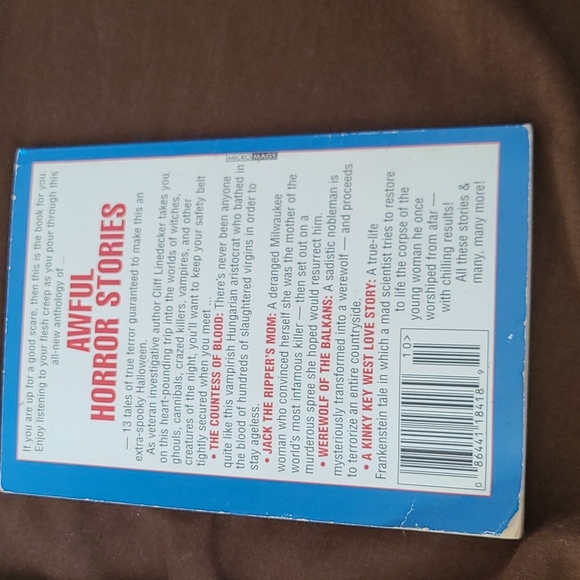 If you are up for a good scare, then this is the book for you.
Enjoy listening to your flesh creep as you pour through this
all-new anthology of ...
AWFUL
HORROR STORIES
— 13 tales of true terror guaranteed to make this an
extra-spooky Halloween.
As veteran investigative author Cliff Linedecker takes you
on this heart-pounding trip into the worlds of witches,
ghouls, cannibals, crazed killers, vampires, and other
creatures of the night, you'll want to keep your safety belt
tightly secured when you meet ...
• THE COUNTESS OF BLOOD: There's never been anyone
quite like this vampirish Hungarian aristocrat who bathed in
the blood of hundreds of slaughtered virgins in order to
stay ageless.
• JACK THE RIPPER'S MOM: A deranged Milwaukee
woman who convinced herself she was the mother of the
world's most infamous killer — then set out on a
murderous spree she hoped would resurrect him.
• WEREWOLF OF THE BALKANS: A sadistic nobleman is
mysteriously transformed into a werewolf — and proceeds
to terrorize an entire countryside.
• A KINKY KEY WEST LOVE STORY: A true-life
Frankenstein tale in which a mad scientist tries to restore
to life the corpse of the
young woman he once
worshiped from afar —
with chilling results!
All these stories &
many, many more!
1D>
0 86441 18418 9
MICRO MAGS